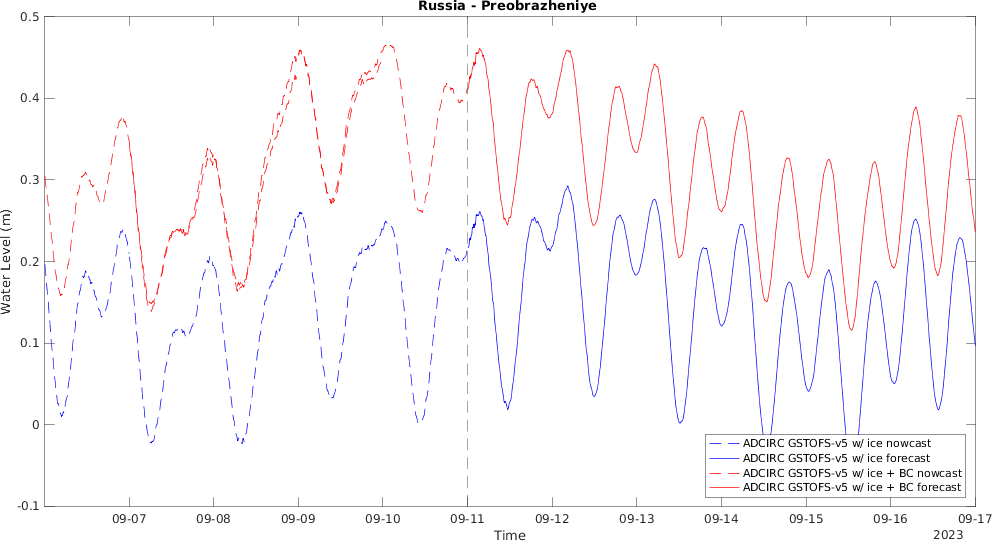 Russia - Preobrazheniye
0.5
0.4
0.3
0.2
0.1
0
-0.1
Water Level (m)
ADCIRC GSTOFS-v5 w/ ice nowcast
ADCIRC GSTOFS-v5 w/ ice forecast
ADCIRC GSTOFS-v5 w/ ice + BC nowcast
ADCIRC GSTOFS-v5 w/ ice + BC forecast
09-07 09-08 09-09 09-10 09-11 09-12 09-13 09-14 09-15 09-16 09-17
Time
2023